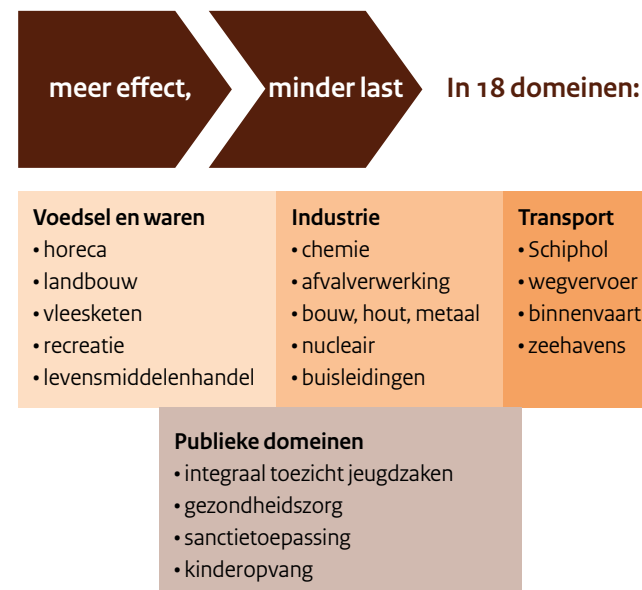 meer effect,
minder last
In 18 domeinen:
Voedsel en waren
• horeca
• landbouw
• vleesketen
• recreatie
• levensmiddelenhandel
Industrie
• chemie
• afvalverwerking
• bouw, hout, metaal
• nucleair
• buisleidingen
Transport
• Schiphol
• wegvervoer
• binnenvaart
• zeehavens
Publieke domeinen
• integraal toezicht jeugdzaken
• gezondheidszorg
• sanctietoepassing
• kinderopvang